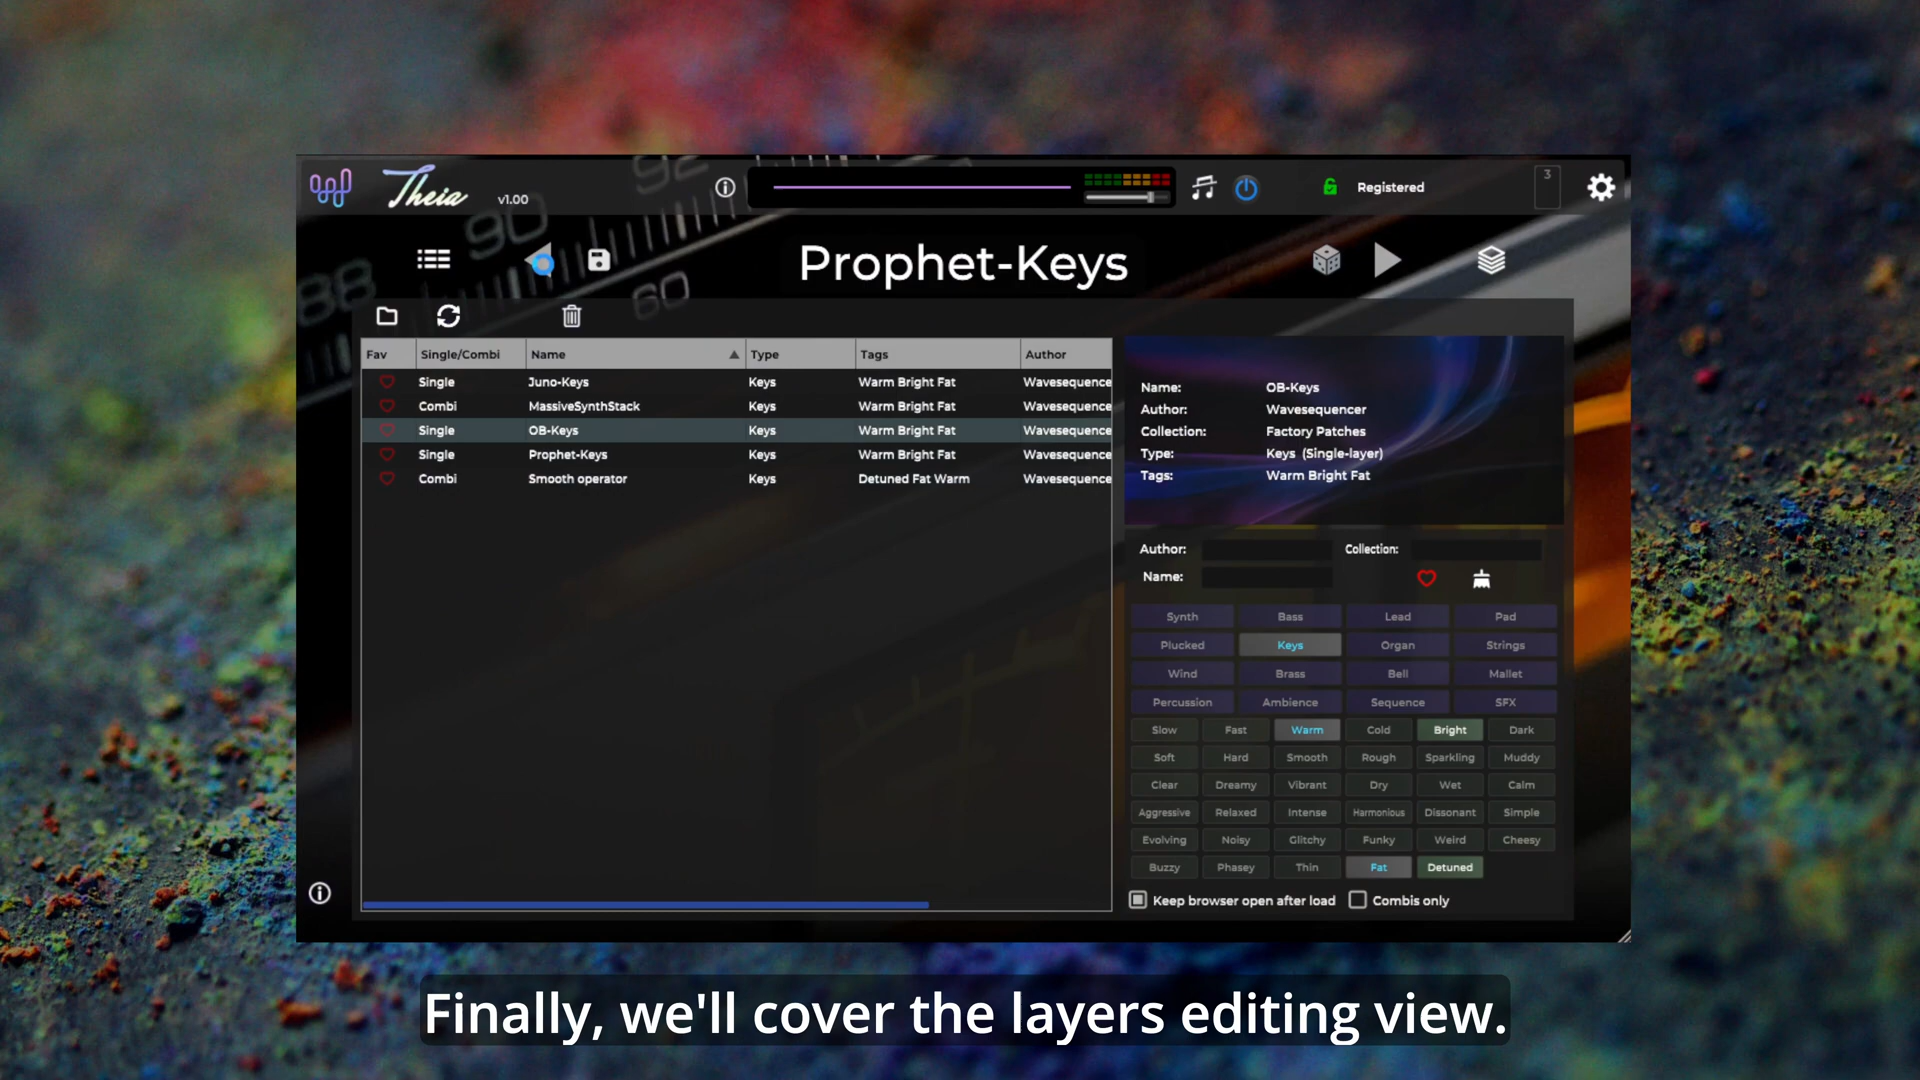 Theia
v1.00
Registered
3
92
90
88
60
Prophet-Keys
Fav Single/Combi Name Type Tags Author
Single Juno-Keys Keys Warm Bright Fat Wavesequence
Combi MassiveSynthStack Keys Warm Bright Fat Wavesequence
Single OB-Keys Keys Warm Bright Fat Wavesequence
Single Prophet-Keys Keys Warm Bright Fat Wavesequence
Combi Smooth operator Keys Detuned Fat Warm Wavesequence
Name: OB-Keys
Author: Wavesequencer
Collection: Factory Patches
Type: Keys (Single-layer)
Tags: Warm Bright Fat
Author: Collection:
Name:
Synth Bass Lead Pad
Plucked Keys Organ Strings
Wind Brass Bell Mallet
Percussion Ambience Sequence SFX
Slow Fast Warm Cold Bright Dark
Soft Hard Smooth Rough Sparkling Muddy
Clear Dreamy Vibrant Dry Wet Calm
Aggressive Relaxed Intense Harmonious Dissonant Simple
Evolving Noisy Glitchy Funky Weird Cheesy
Buzzy Phasey Thin Fat Detuned
Keep browser open after load Combis only
Finally, we'll cover the layers editing view.